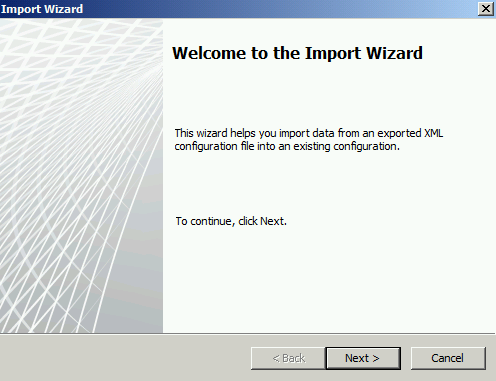 Import Wizard
Welcome to the Import Wizard
This wizard helps you import data from an exported XML
configuration file into an existing configuration.
To continue, click Next.
< Back
Next >
Cancel